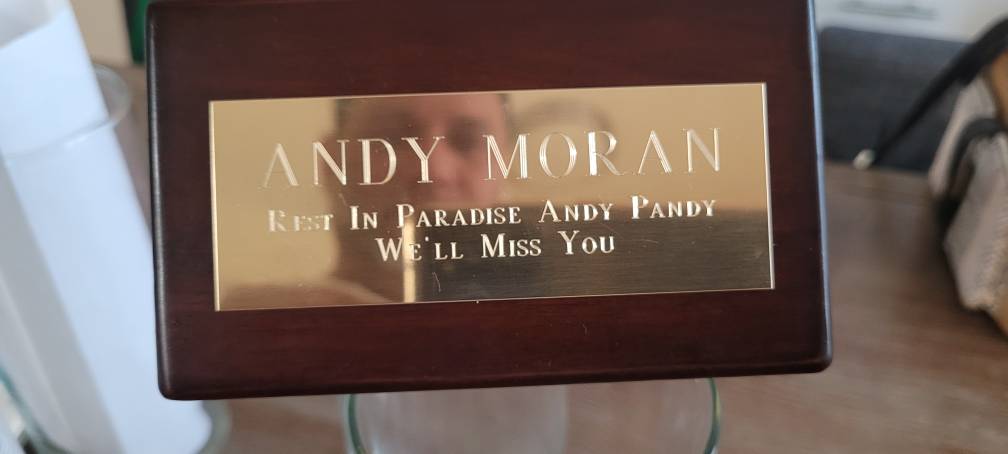 ANDY MORAN
REST IN PARADISE ANDY PANDY
WE'LL MISS YOU